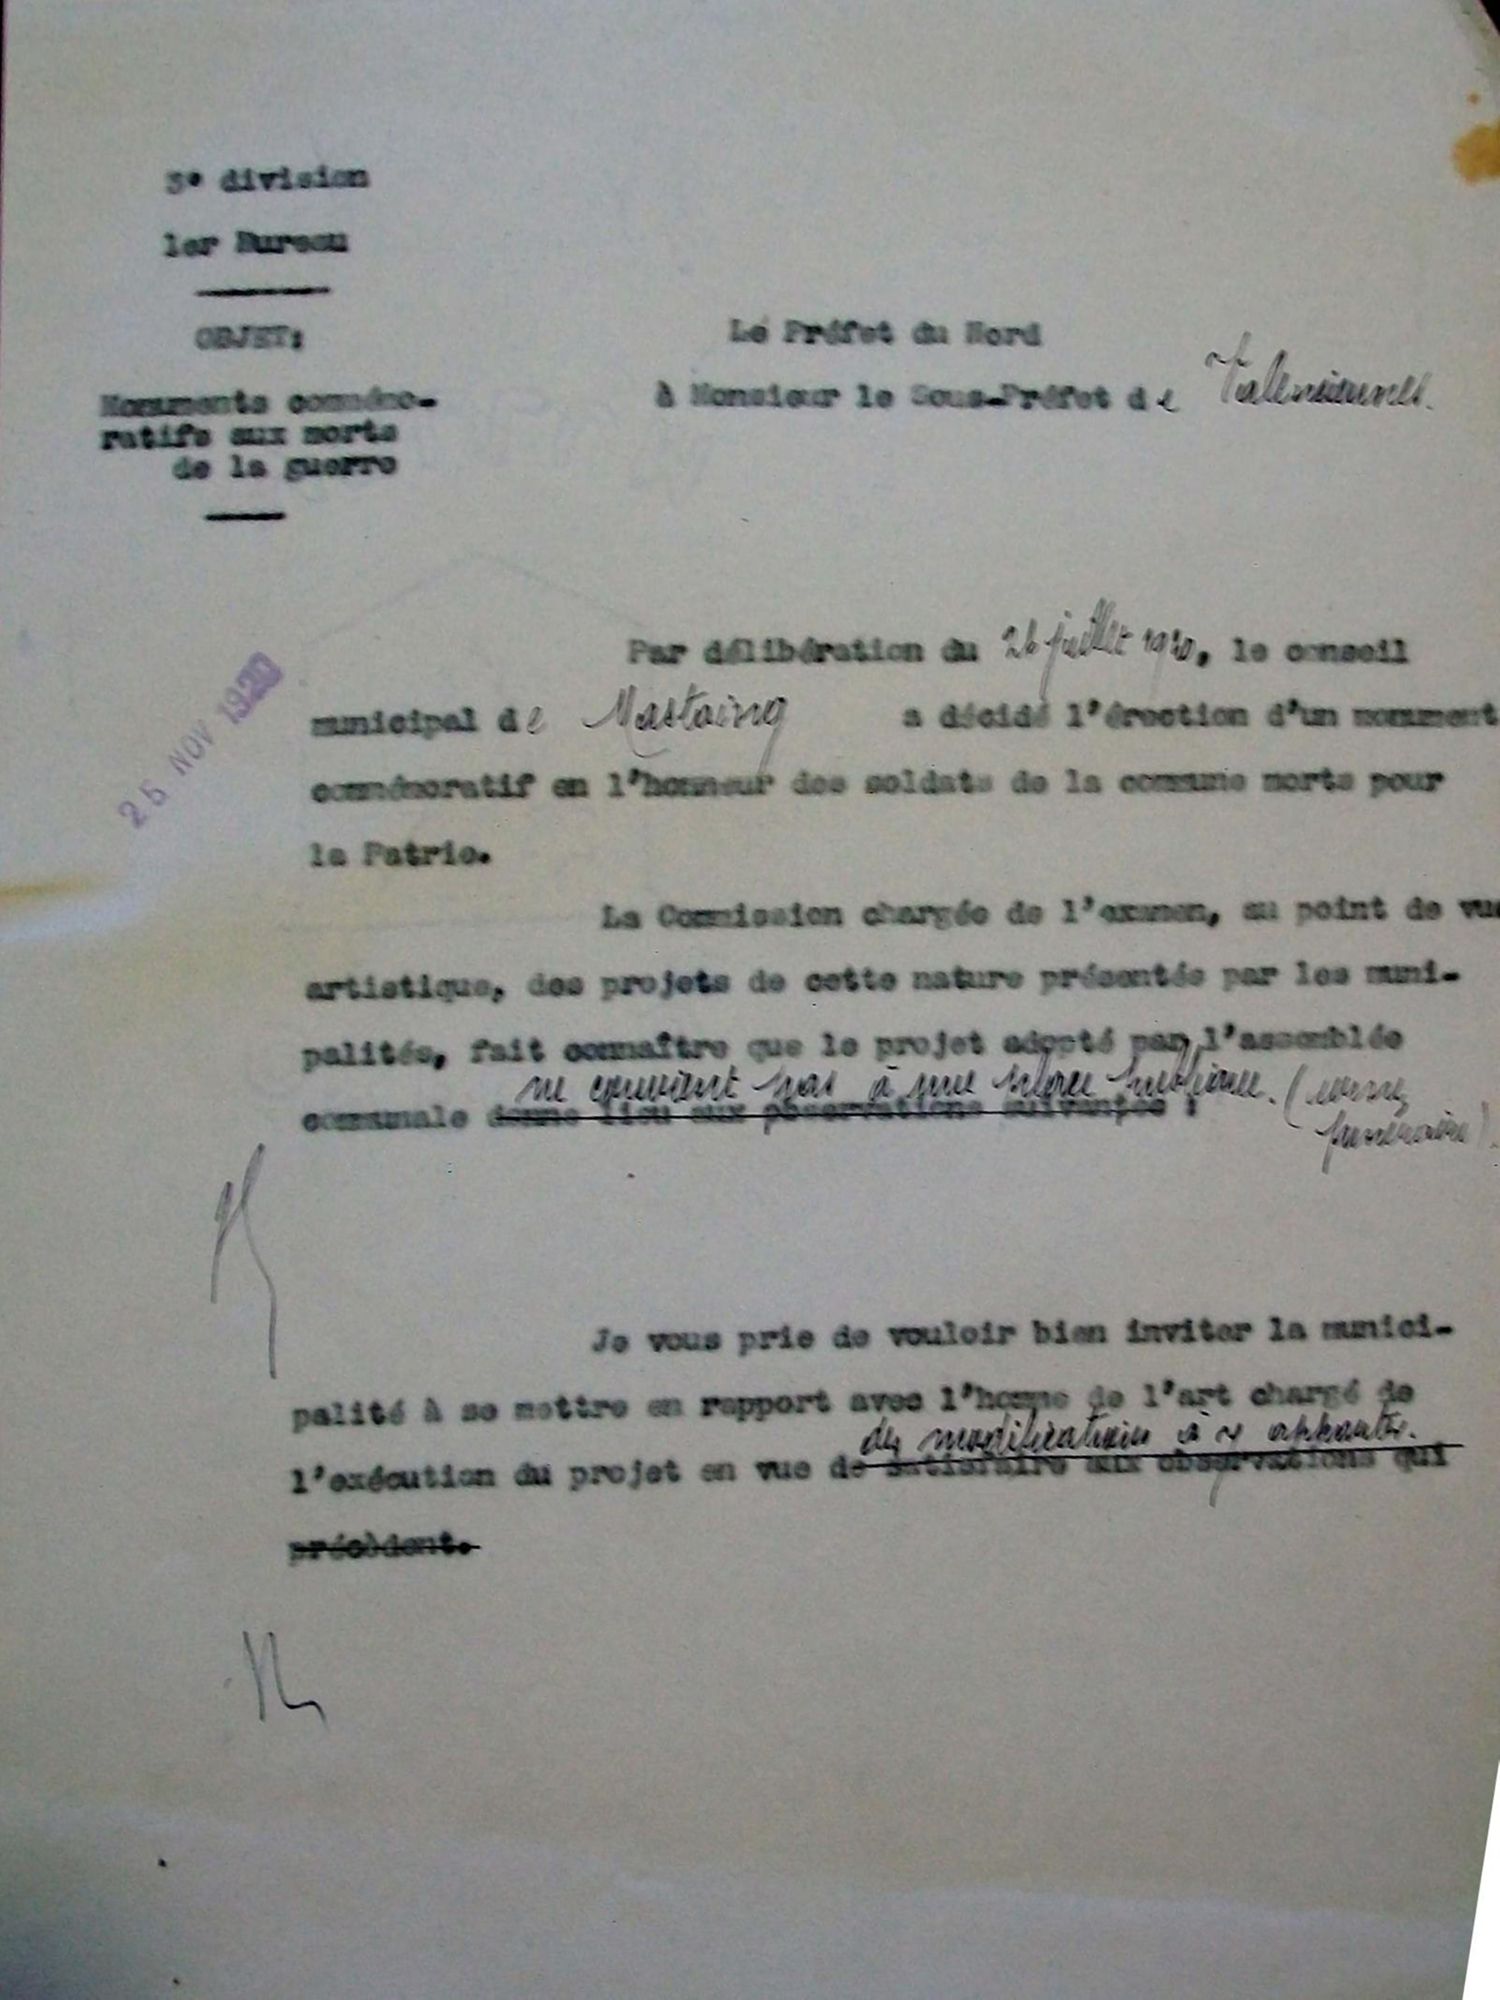 3e division
1er Bureau
OBJET:
Monuments commémo-
ratifs aux morts
de la guerre
Le Préfet du Nord
à Monsieur le Sous-Préfet de Valenciennes.
25 NOV 1920
Par délibération du 26 juillet 1920, le conseil
municipal de Mastaing a décidé l'érection d'un monument
commémoratif en l'honneur des soldats de la commune morts pour
la Patrie.
La Commission chargée de l'examen, au point de vue
artistique, des projets de cette nature présentés par les muni-
palités, fait connaître que le projet adopté par l'assemblée
ne convient pas à une place publique. (
funéraire).
communale donne lieu aux observations suivantes :
Je vous prie de vouloir bien inviter la munici-
palité à se mettre en rapport avec l'homme de l'art chargé de
des modifications à y apporter.
l'exécution du projet en vue de satisfaire aux observations qui
précèdent.